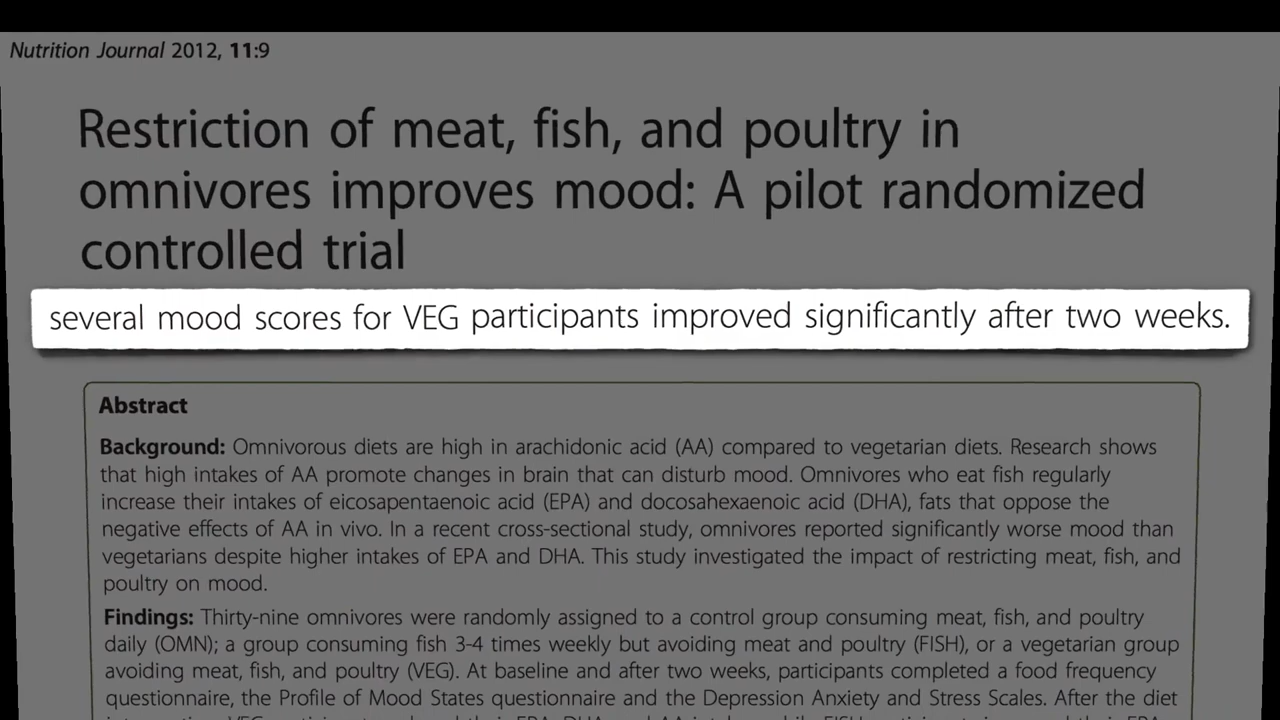 Nutrition Journal 2012, 11:9
Restriction of meat, fish, and poultry in
omnivores improves mood: A pilot randomized
controlled trial
several mood scores for VEG participants improved significantly after two weeks.
Abstract
Background: Omnivorous diets are high in arachidonic acid (AA) compared to vegetarian diets. Research shows
that high intakes of AA promote changes in brain that can disturb mood. Omnivores who eat fish regularly
increase their intakes of eicosapentaenoic acid (EPA) and docosahexaenoic acid (DHA), fats that oppose the
negative effects of AA in vivo. In a recent cross-sectional study, omnivores reported significantly worse mood than
vegetarians despite higher intakes of EPA and DHA. This study investigated the impact of restricting meat, fish, and
poultry on mood.
Findings: Thirty-nine omnivores were randomly assigned to a control group consuming meat, fish, and poultry
daily (OMN); a group consuming fish 3-4 times weekly but avoiding meat and poultry (FISH), or a vegetarian group
avoiding meat, fish, and poultry (VEG). At baseline and after two weeks, participants completed a food frequency
questionnaire, the Profile of Mood States questionnaire and the Depression Anxiety and Stress Scales. After the diet